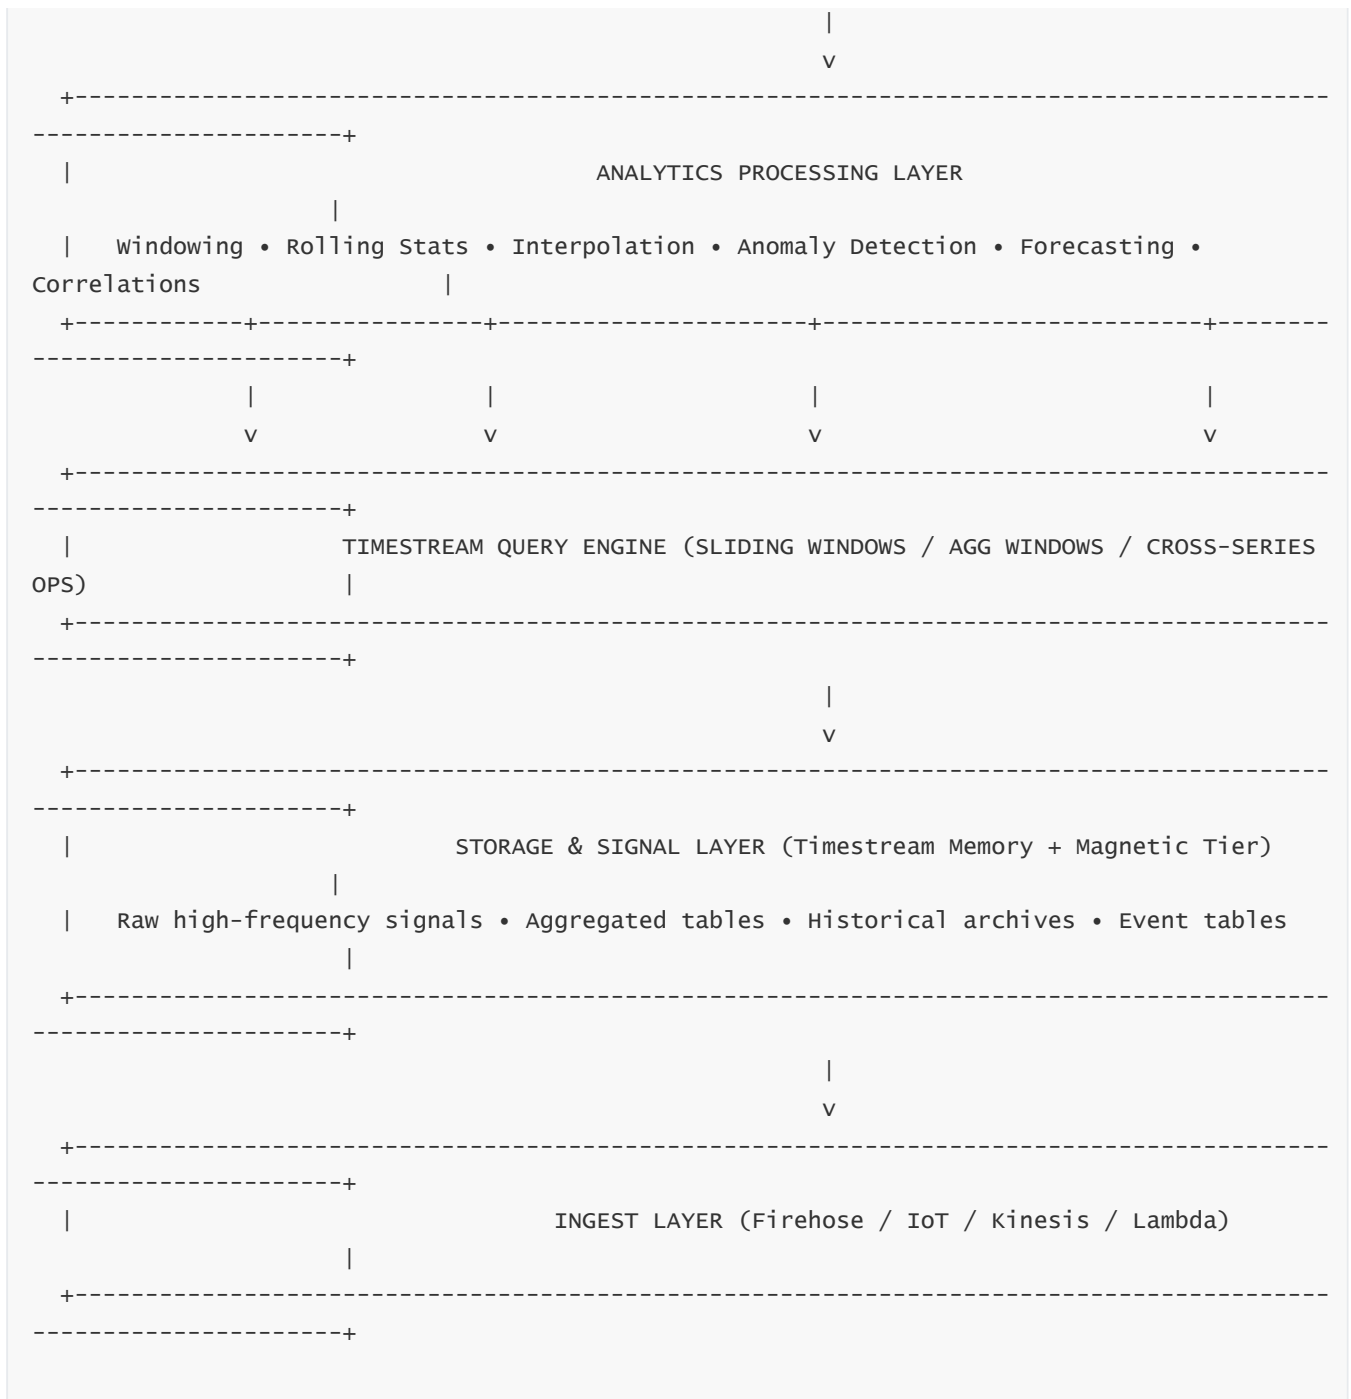 |
                                                        v
  +-----------------------------------------------------------------------------------------
----------------------+
  |                                     ANALYTICS PROCESSING LAYER
                     |
  |   Windowing • Rolling Stats • Interpolation • Anomaly Detection • Forecasting •
Correlations                 |
  +------------+----------------+----------------------+---------------------------+--------
----------------------+
               |                |                      |                           |
               v                v                      v                           v
  +-----------------------------------------------------------------------------------------
----------------------+
  |                   TIMESTREAM QUERY ENGINE (SLIDING WINDOWS / AGG WINDOWS / CROSS-SERIES
OPS)                  |
  +-----------------------------------------------------------------------------------------
----------------------+
                                                        |
                                                        v
  +-----------------------------------------------------------------------------------------
----------------------+
  |                           STORAGE & SIGNAL LAYER (Timestream Memory + Magnetic Tier)
                     |
  |   Raw high-frequency signals • Aggregated tables • Historical archives • Event tables
                      |
  +-----------------------------------------------------------------------------------------
----------------------+
                                                        |
                                                        v
  +-----------------------------------------------------------------------------------------
----------------------+
  |                                  INGEST LAYER (Firehose / IoT / Kinesis / Lambda)
                      |
  +-----------------------------------------------------------------------------------------
----------------------+